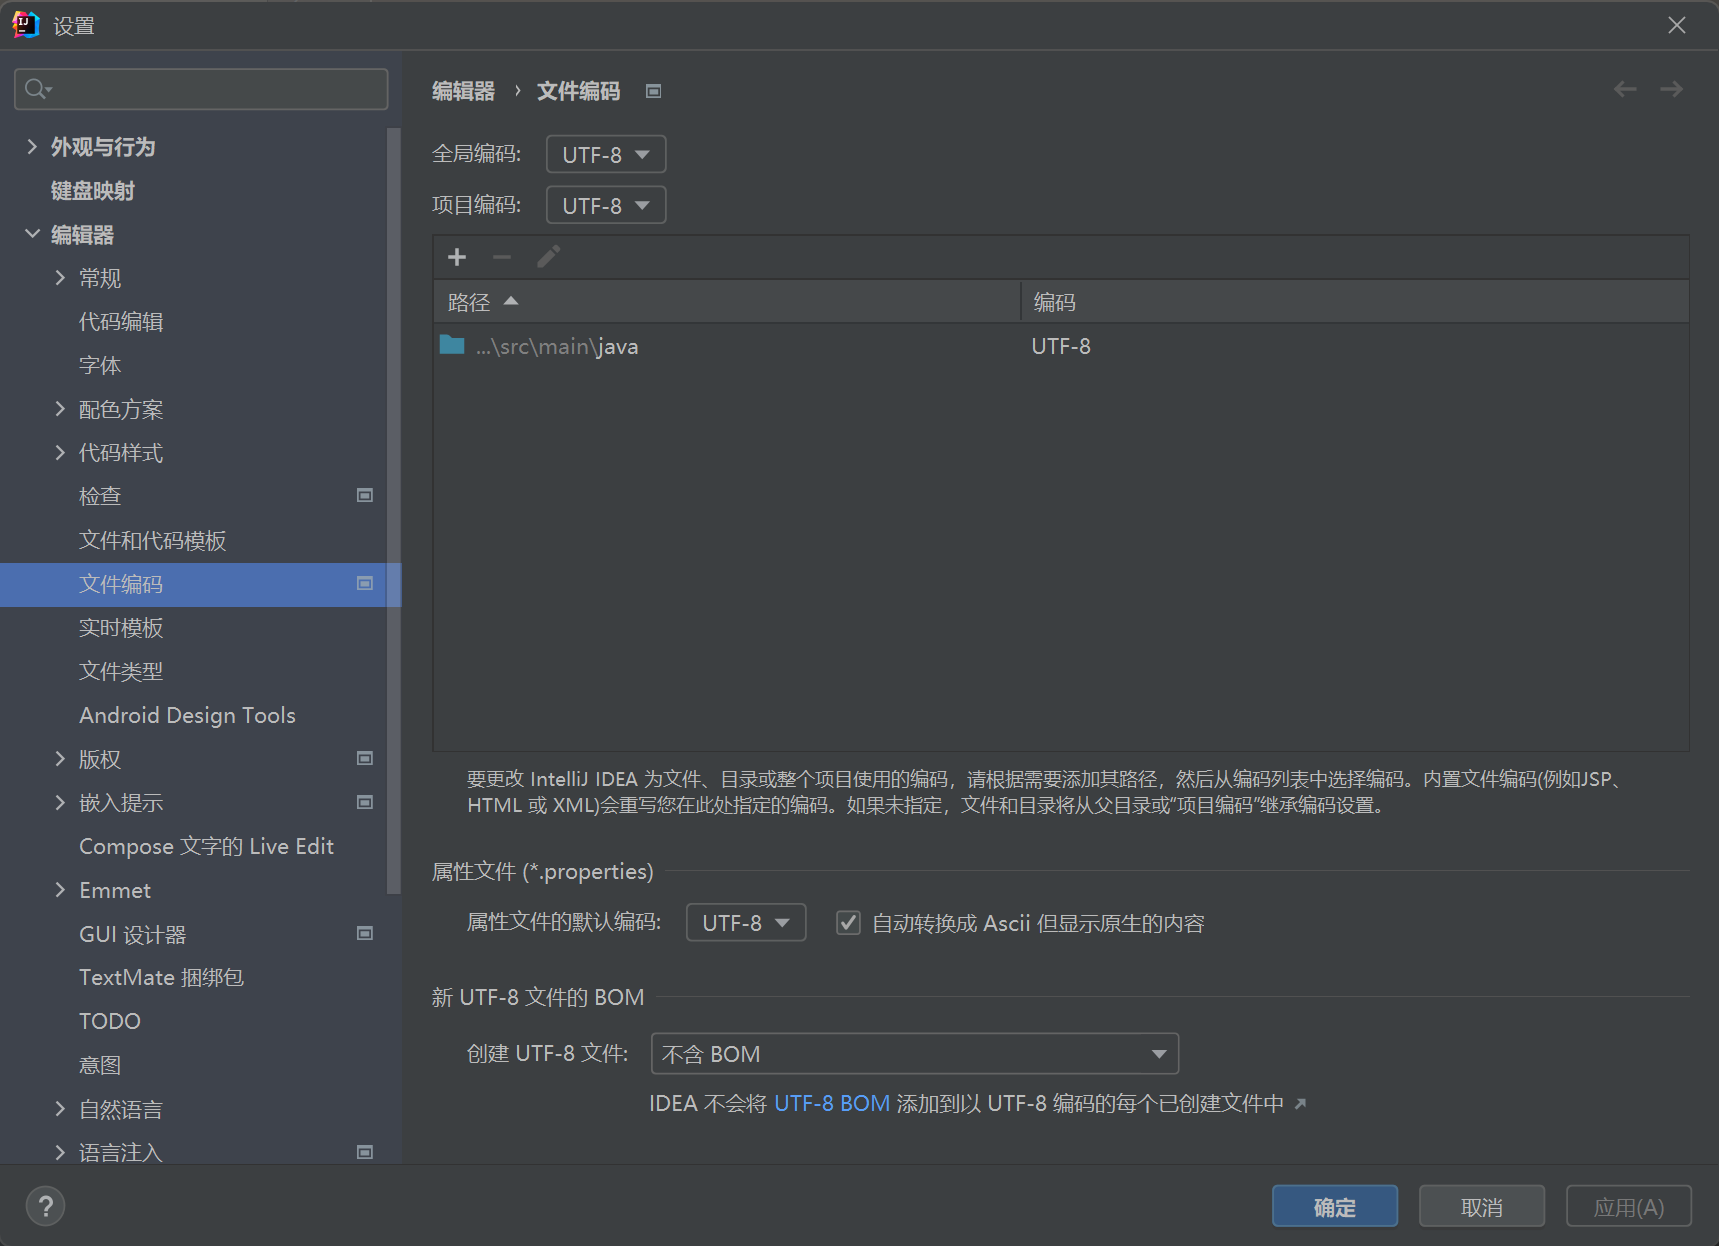 设置
外观与行为
键盘映射
编辑器
常规
代码编辑
字体
配色方案
代码样式
检查
文件和代码模板
文件编码
实时模板
文件类型
Android Design Tools
版权
嵌入提示
Compose 文字的 Live Edit
Emmet
GUI 设计器
TextMate 捆绑包
TODO
意图
自然语言
语言注入
编辑器 › 文件编码
全局编码: UTF-8
项目编码: UTF-8
路径 编码
...\src\main\java UTF-8
要更改 IntelliJ IDEA 为文件、目录或整个项目使用的编码，请根据需要添加其路径，然后从编码列表中选择编码。内置文件编码(例如JSP、
HTML 或 XML)会重写您在此处指定的编码。如果未指定，文件和目录将从父目录或“项目编码”继承编码设置。
属性文件 (*.properties)
属性文件的默认编码: UTF-8 自动转换成 Ascii 但显示原生的内容
新 UTF-8 文件的 BOM
创建 UTF-8 文件: 不含 BOM
IDEA 不会将 UTF-8 BOM 添加到以 UTF-8 编码的每个已创建文件中
? 确定 取消 应用(A)